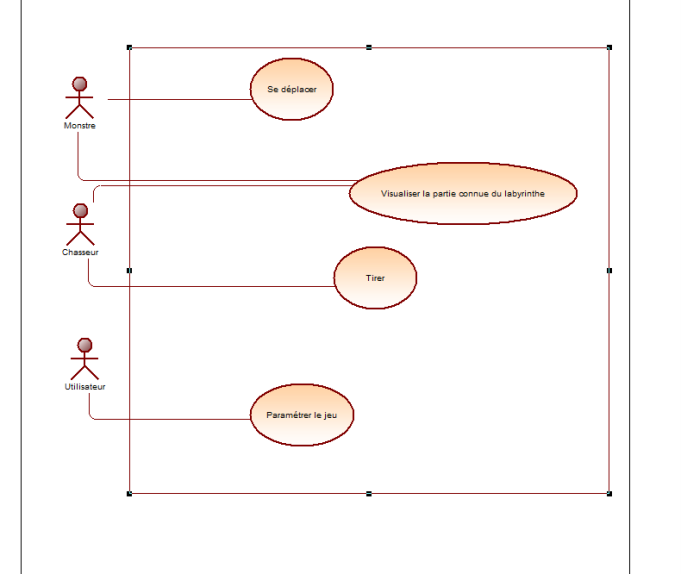 Se déplacer
Monstre
Visualiser la partie connue du labyrinthe
Chasseur
Tirer
Utilisateur
Paramétrer le jeu